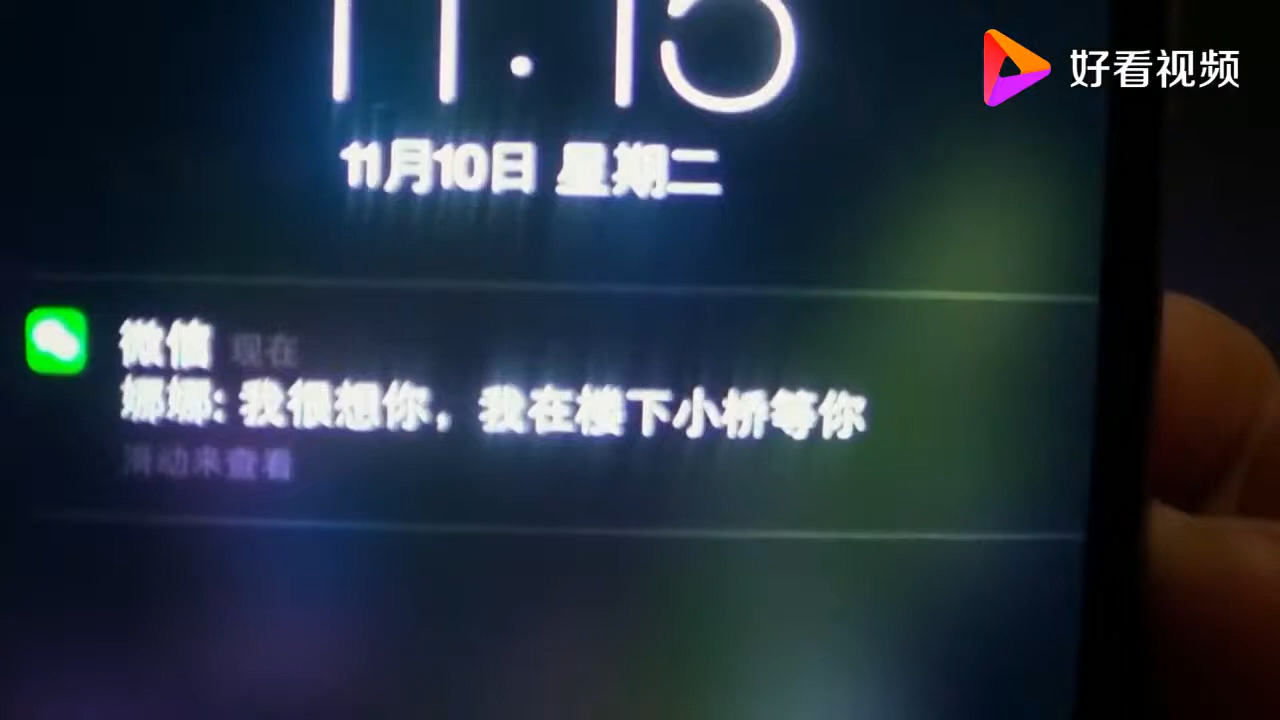 11:15
好看视频
11月10日 星期二
微信 现在
娜娜: 我很想你，我在楼下小桥等你
滑动来查看